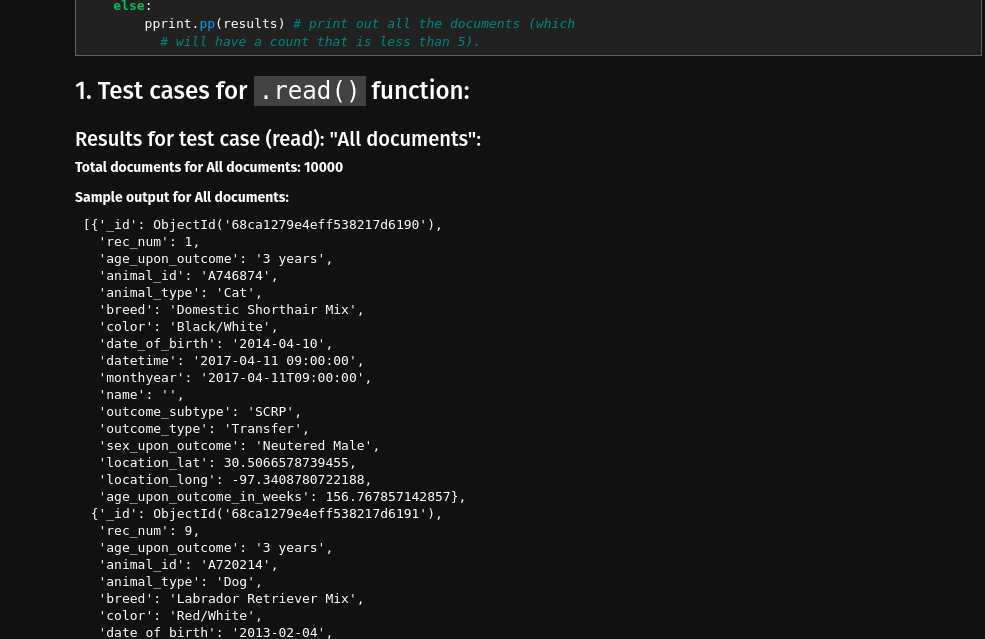 else:
pprint.pp(results) # print out all the documents (which
# will have a count that is less than 5).
1. Test cases for .read() function:
Results for test case (read): "All documents":
Total documents for All documents: 10000
Sample output for All documents:
[{'_id': ObjectId('68ca1279e4eff538217d6190'),
'rec_num': 1,
'age_upon_outcome': '3 years',
'animal_id': 'A746874',
'animal_type': 'Cat',
'breed': 'Domestic Shorthair Mix',
'color': 'Black/White',
'date_of_birth': '2014-04-10',
'datetime': '2017-04-11 09:00:00',
'monthyear': '2017-04-11T09:00:00',
'name': '',
'outcome_subtype': 'SCRP',
'outcome_type': 'Transfer',
'sex_upon_outcome': 'Neutered Male',
'location_lat': 30.5066578739455,
'location_long': -97.3408780722188,
'age_upon_outcome_in_weeks': 156.767857142857},
{'_id': ObjectId('68ca1279e4eff538217d6191'),
'rec_num': 9,
'age_upon_outcome': '3 years',
'animal_id': 'A720214',
'animal_type': 'Dog',
'breed': 'Labrador Retriever Mix',
'color': 'Red/White',
'date_of_birth': '2013-02-04',